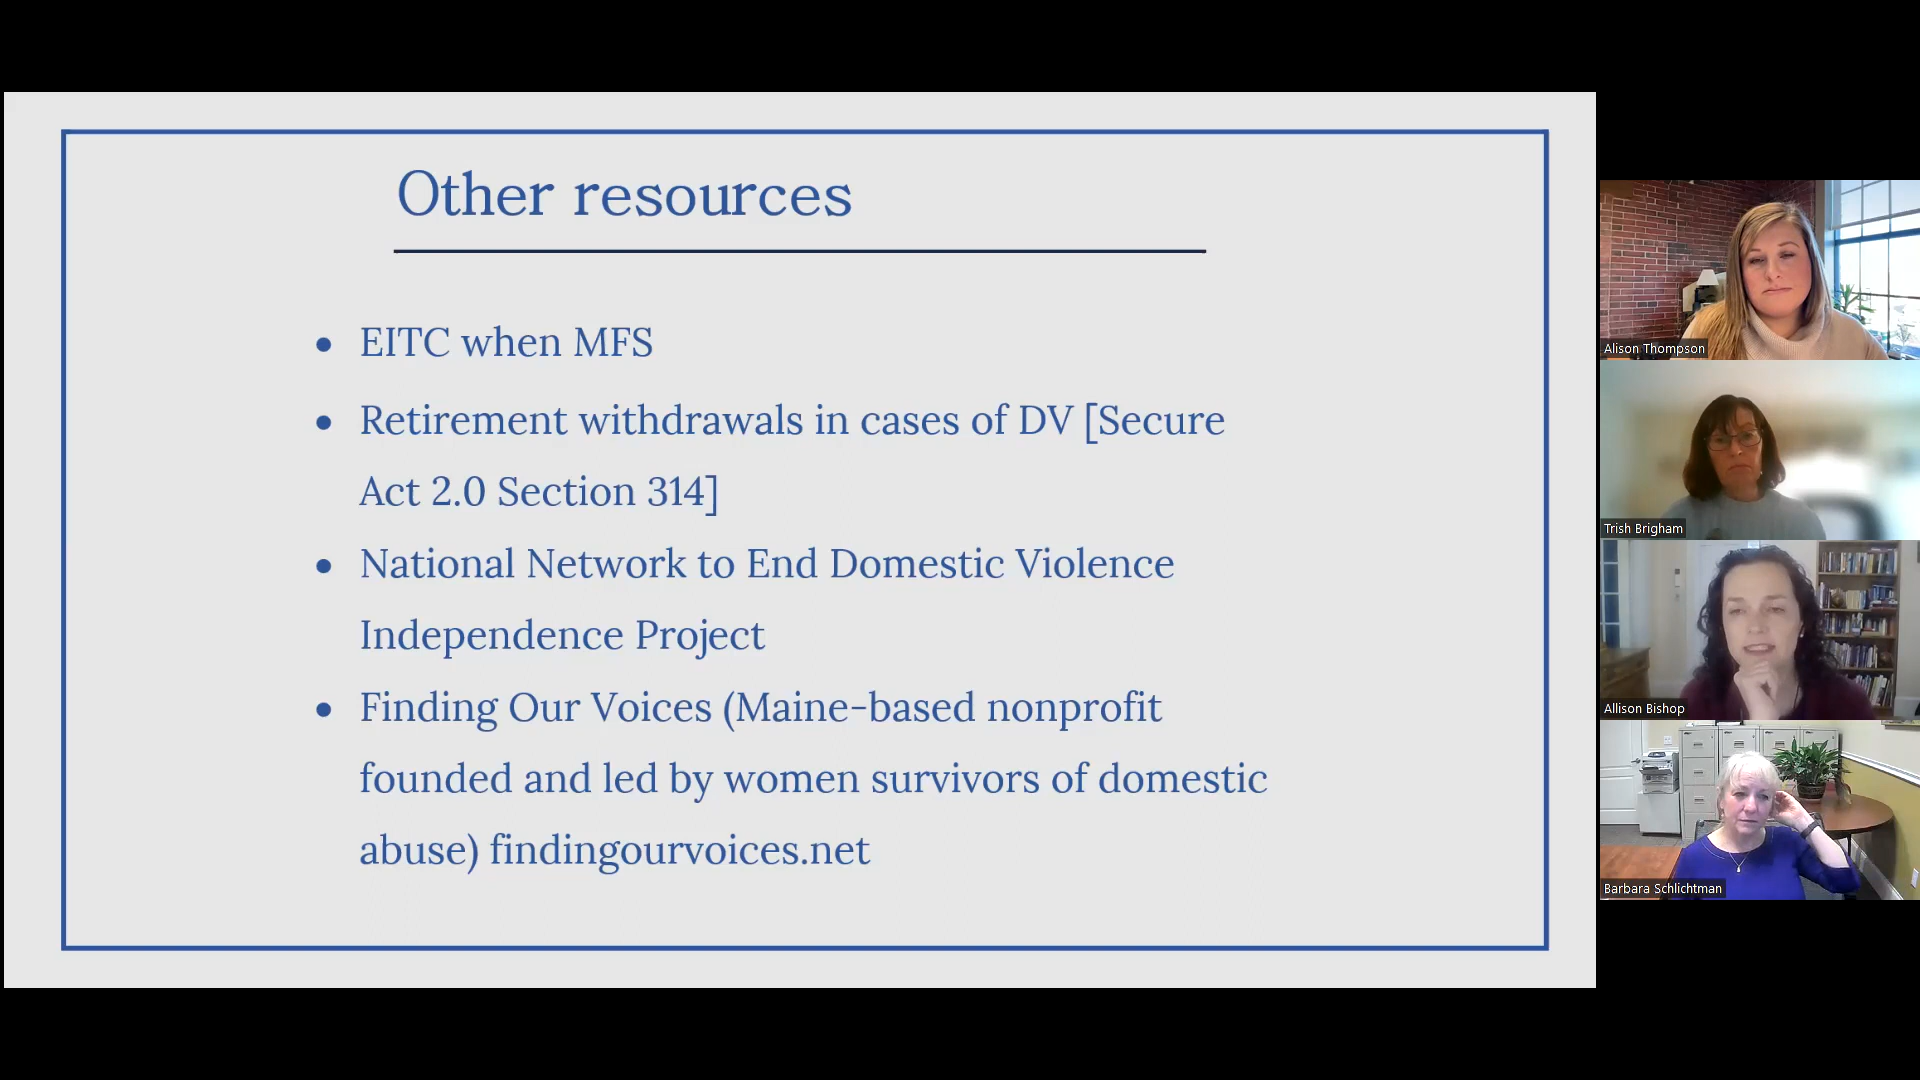 Other resources
EITC when MFS
Retirement withdrawals in cases of DV [Secure
Act 2.0 Section 314]
National Network to End Domestic Violence
Independence Project
Finding Our Voices (Maine-based nonprofit
founded and led by women survivors of domestic
abuse) findingourvoices.net
Alison Thompson
Trish Brigham
Allison Bishop
Barbara Schlichtman